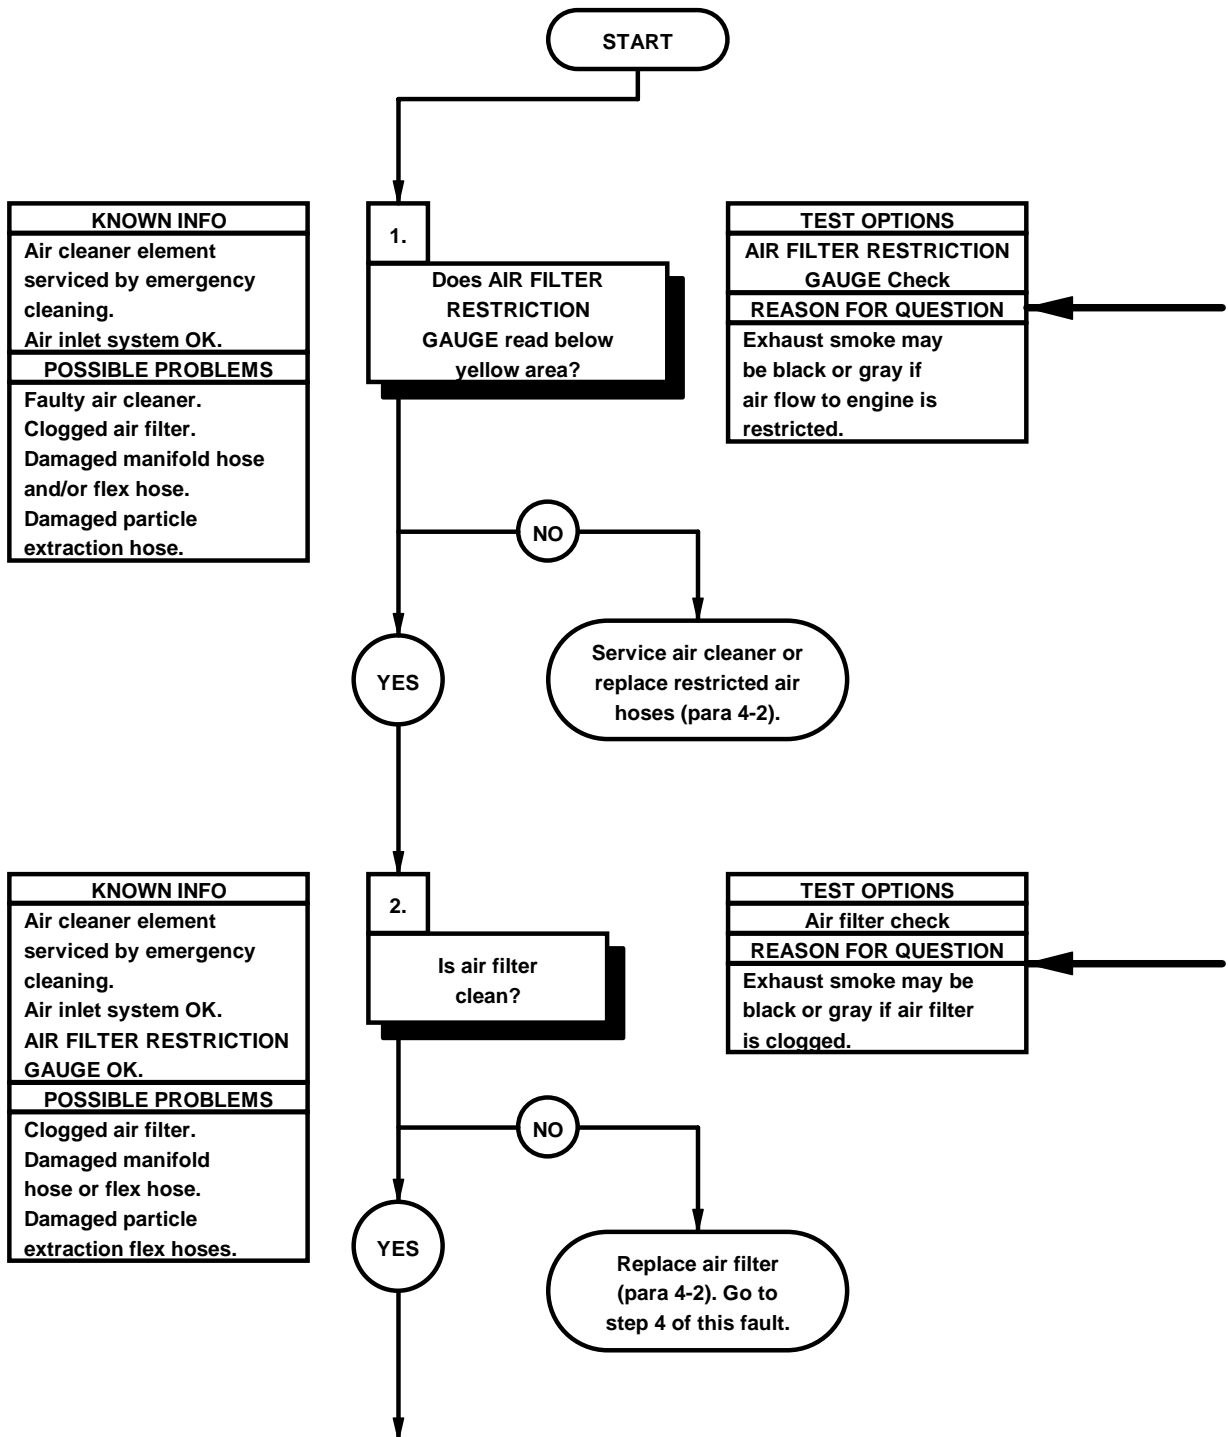 START
KNOWN INFO
Air cleaner element
serviced by emergency
cleaning.
Air inlet system OK.
POSSIBLE PROBLEMS
Faulty air cleaner.
Clogged air filter.
Damaged manifold hose
and/or flex hose.
Damaged particle
extraction hose.
1.
Does AIR FILTER
RESTRICTION
GAUGE read below
yellow area?
TEST OPTIONS
AIR FILTER RESTRICTION
GAUGE Check
REASON FOR QUESTION
Exhaust smoke may
be black or gray if
air flow to engine is
restricted.
NO
YES
Service air cleaner or
replace restricted air
hoses (para 4-2).
KNOWN INFO
Air cleaner element
serviced by emergency
cleaning.
Air inlet system OK.
AIR FILTER RESTRICTION
GAUGE OK.
POSSIBLE PROBLEMS
Clogged air filter.
Damaged manifold
hose or flex hose.
Damaged particle
extraction flex hoses.
2.
Is air filter
clean?
TEST OPTIONS
Air filter check
REASON FOR QUESTION
Exhaust smoke may be
black or gray if air filter
is clogged.
NO
YES
Replace air filter
(para 4-2). Go to
step 4 of this fault.